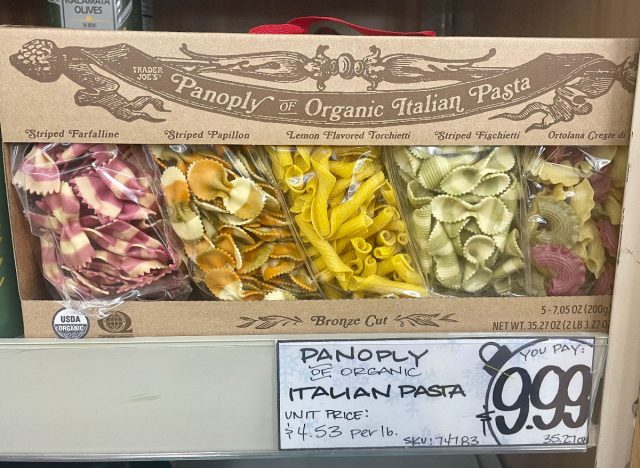 KALAMATA
OLIVES
TRADER
JOE'S
Panoply OF Organic Italian Pasta
Striped Farfalline
Striped Papillon
Lemon Flavored Torchietti
Striped Fischietti
Ortolana Creste di
USDA
ORGANIC
Bronze Cut
5 - 7.05 OZ (200g
NET WT. 35.27 OZ (2 LB 3.27 O
PANOPLY
OF ORGANIC
ITALIAN PASTA
UNIT PRICE:
$4.53 per lb.
SKU: 74783
YOU PAY:
$9.99
35.27 oz